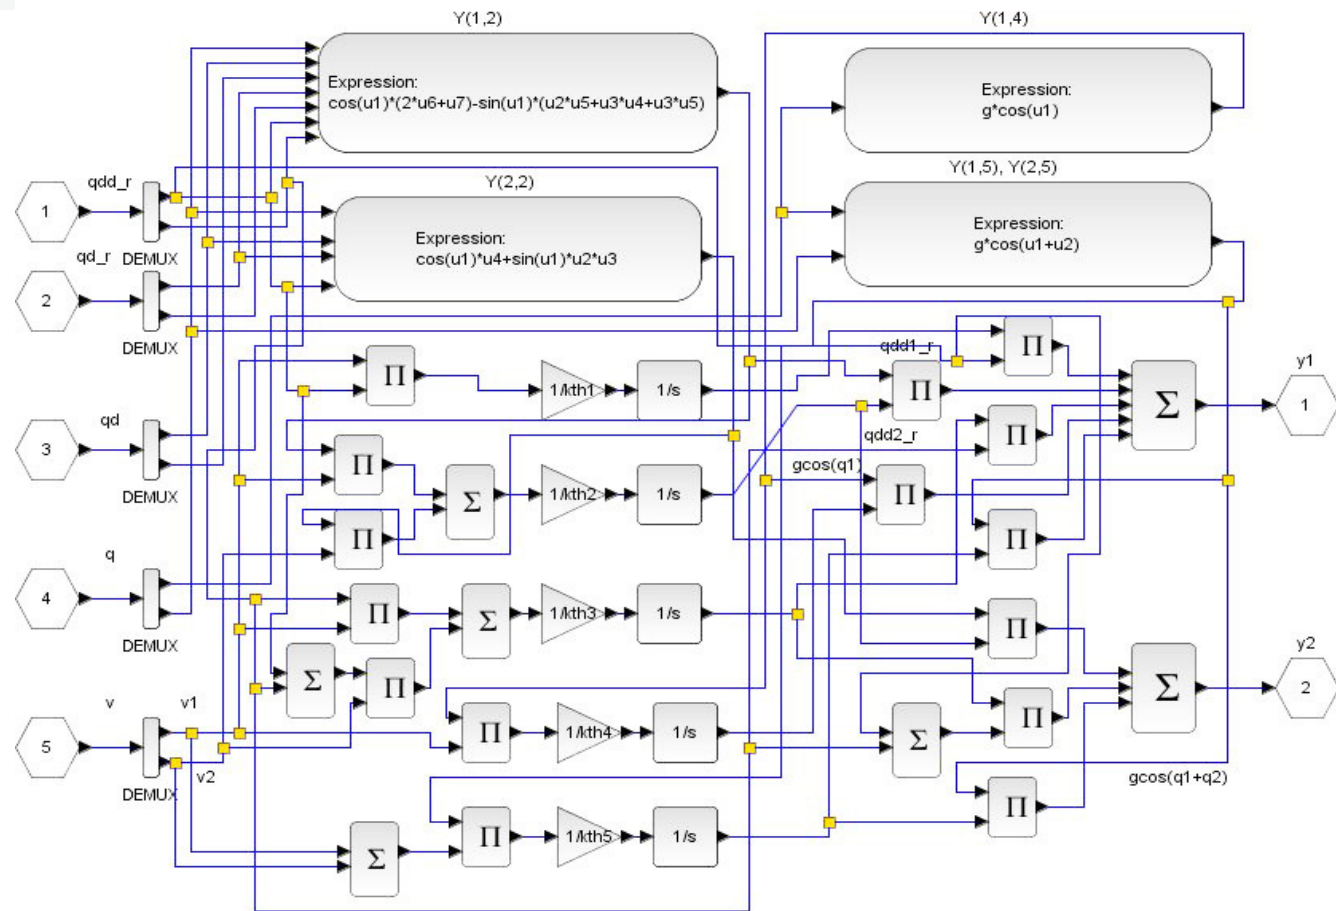 Y(1,2)
Y(1,4)
Expression:
cos(u1)*(2*u6+u7)-sin(u1)*(u2*u5+u3*u4+u3*u5)
Expression:
g*cos(u1)
qdd_r
1
DEMUX
Y(2,2)
Expression:
cos(u1)*u4+sin(u1)*u2*u3
Y(1,5), Y(2,5)
Expression:
g*cos(u1+u2)
qd_r
2
DEMUX
Π
1/kth1
1/s
qdd1_r
Π
Π
Σ
y1
1
qd
3
DEMUX
Π
Σ
1/kth2
1/s
qdd2_r
Π
gcos(q1)
Π
Π
Π
q
4
DEMUX
Π
Σ
1/kth3
1/s
Π
Σ
Π
Σ
y2
2
v
v1
5
v2
DEMUX
Π
1/kth4
1/s
Σ
Π
gcos(q1+q2)
Π
Σ
Π
1/kth5
1/s